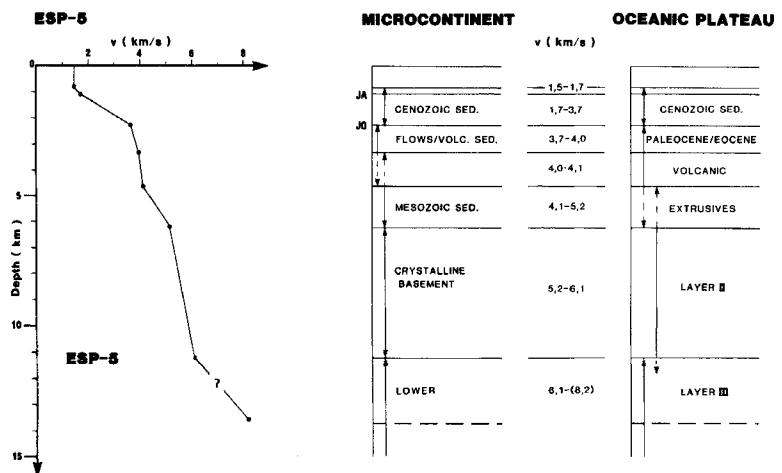 ESP-5
v ( km/s )
0 2 4 6 8
0
5
10
15
Depth ( km )
ESP-5
?
MICROCONTINENT
OCEANIC PLATEAU
v ( km/s )
1,5-1,7
JA
CENOZOIC SED.
1,7-3,7
CENOZOIC SED.
JO
FLOWS/VOLC. SED.
3,7-4,0
PALEOCENE/EOCENE
4,0-4,1
VOLCANIC
MESOZOIC SED.
4,1-5,2
EXTRUSIVES
CRYSTALLINE
BASEMENT
5,2-6,1
LAYER II
LOWER
6,1-(8,2)
LAYER III